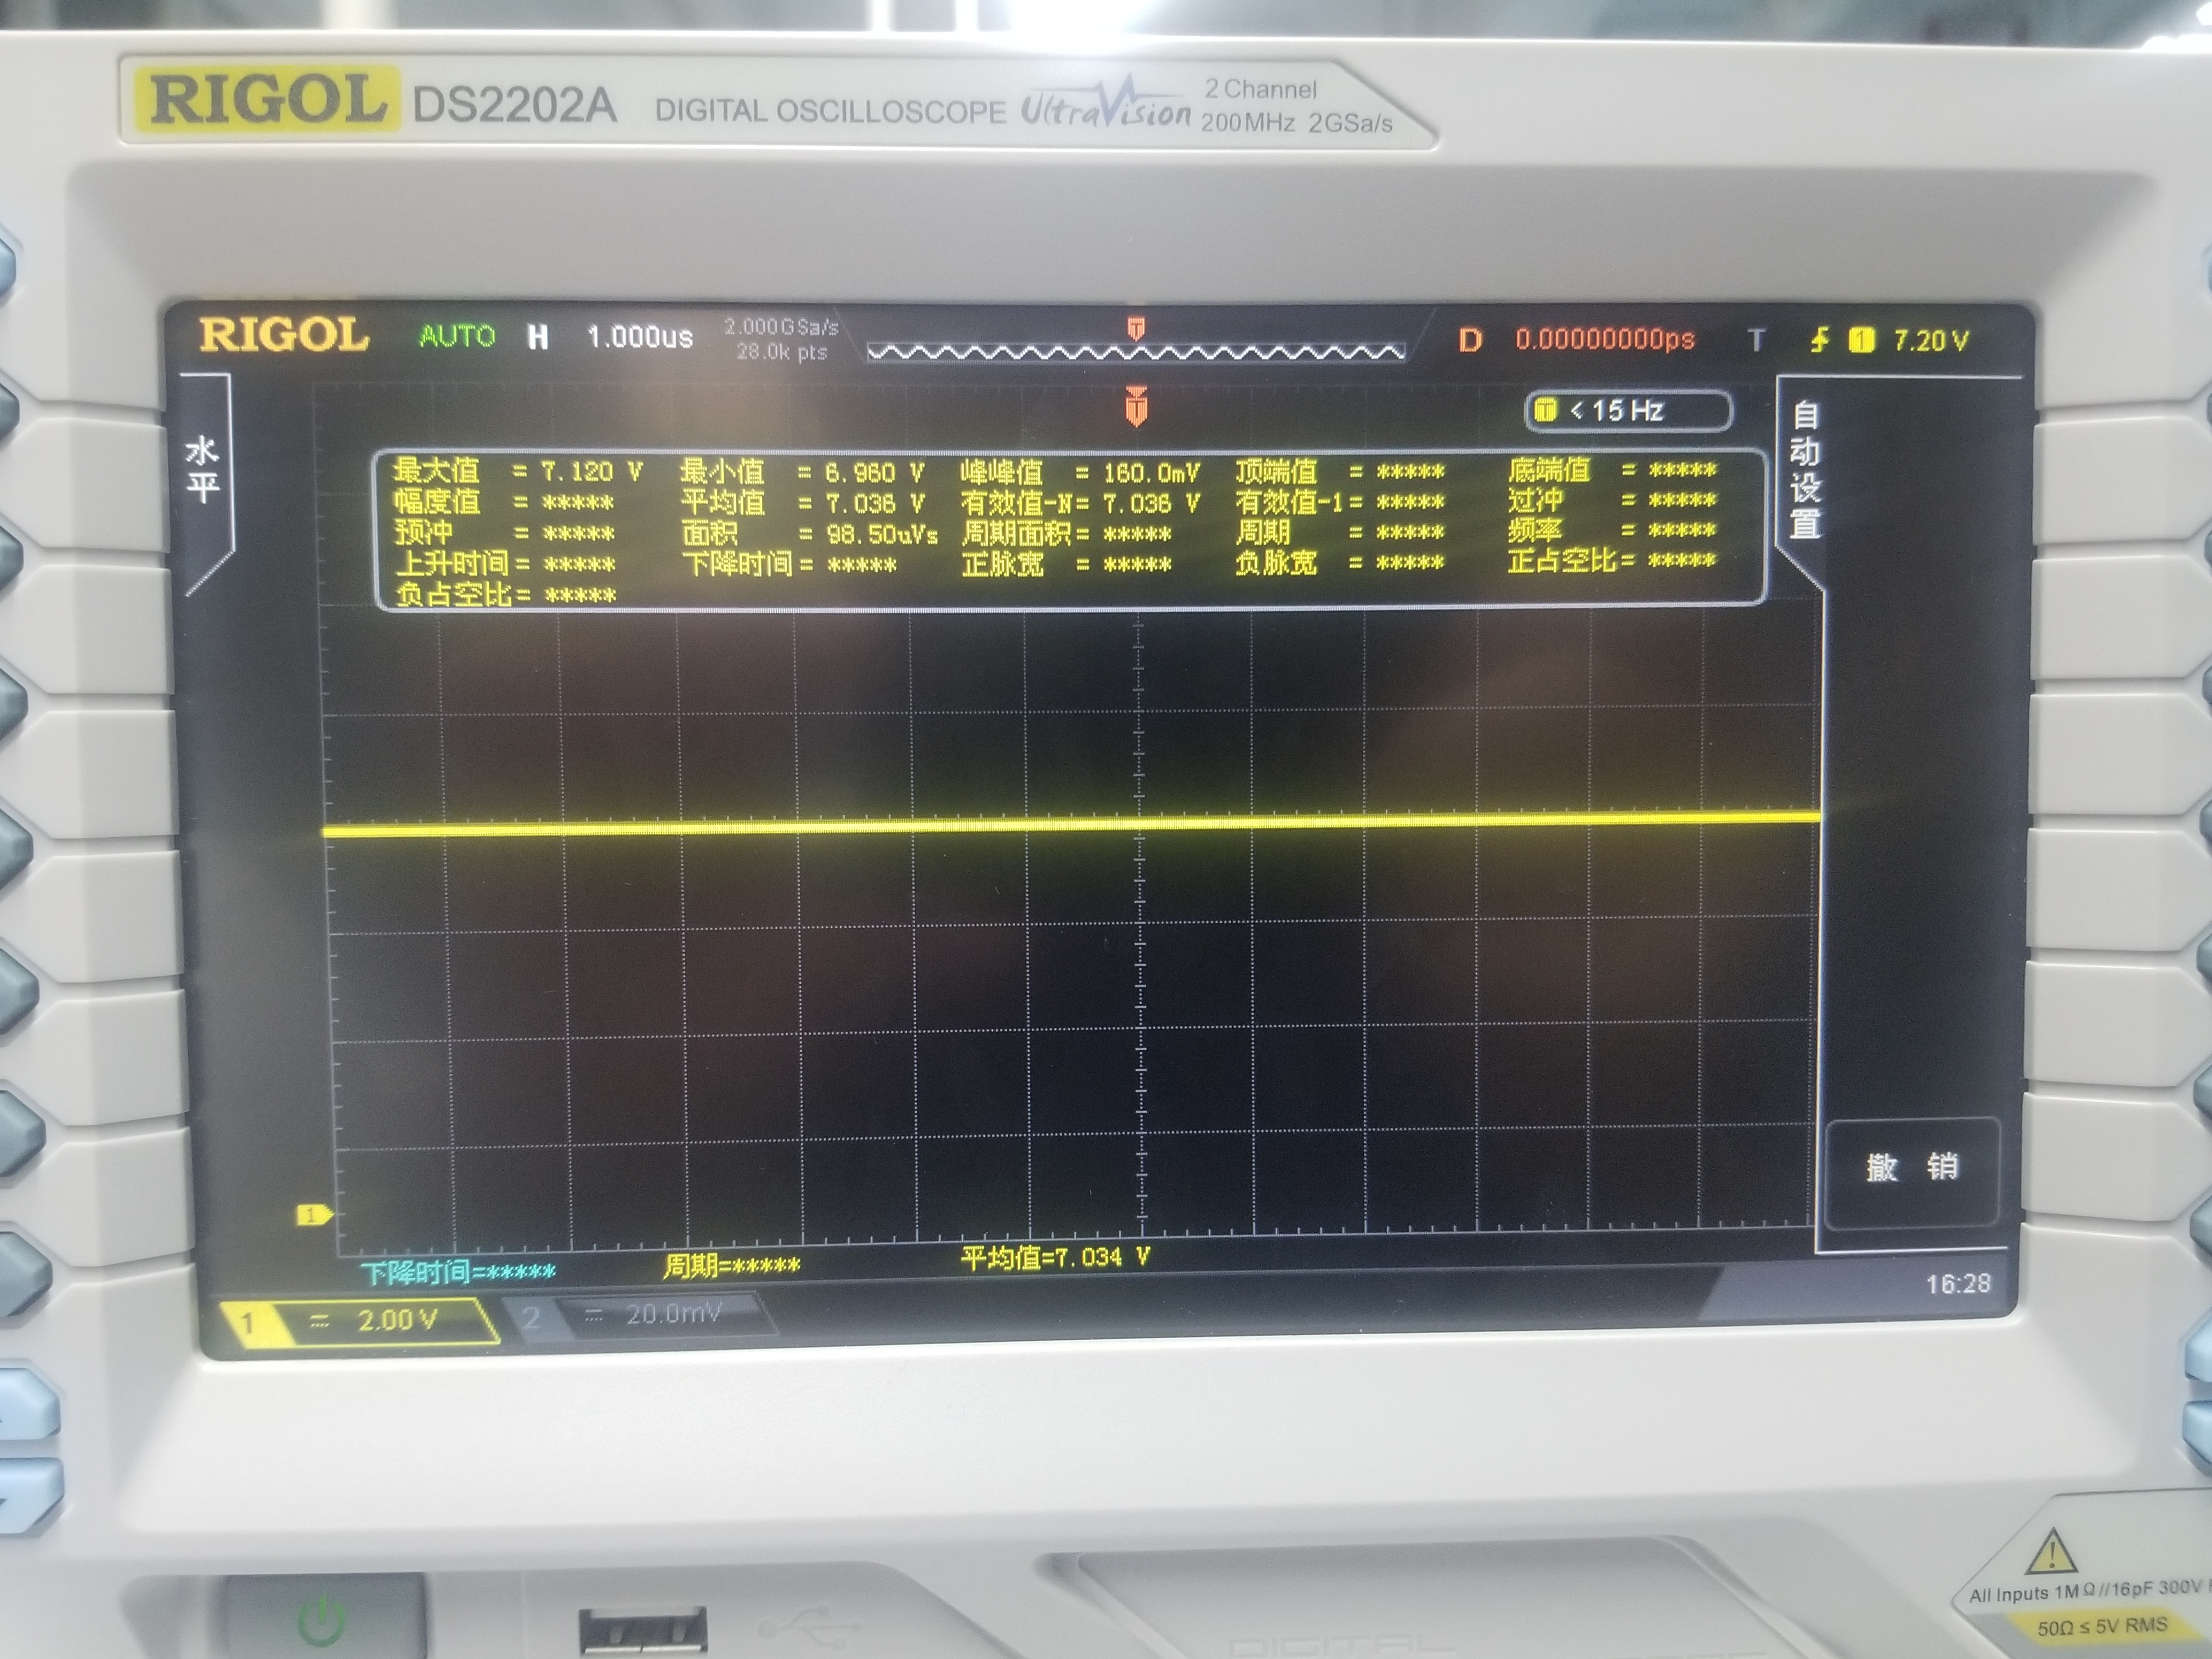 RIGOL DS2202A DIGITAL OSCILLOSCOPE UltraVision 2 Channel 200MHz 2GSa/s
RIGOL AUTO H 1.000us 2.000GSa/s 28.0k pts T D 0.00000000ps T 1 7.20 V
水平
T
T < 15 Hz
自动设置
最大值 = 7.120 V 最小值 = 6.960 V 峰峰值 = 160.0mV 顶端值 = ***** 底端值 = *****
幅度值 = ***** 平均值 = 7.036 V 有效值-N= 7.036 V 有效值-1= ***** 过冲 = *****
预冲 = ***** 面积 = 98.50uVs 周期面积= ***** 周期 = ***** 频率 = *****
上升时间= ***** 下降时间= ***** 正脉宽 = ***** 负脉宽 = ***** 正占空比= *****
负占空比= *****
撤 销
1
下降时间=***** 周期=***** 平均值=7.034 V
16:28
1 2.00 V 2 20.0mV
All Inputs 1MΩ//16pF 300V
50Ω ≤ 5V RMS
DIGITAL